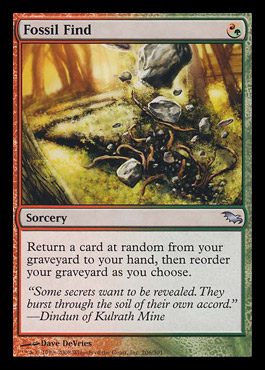 Fossil Find
Sorcery
Return a card at random from your
graveyard to your hand, then reorder
your graveyard as you choose.
“Some secrets want to be revealed. They
burst through the soil of their own accord.”
—Dindun of Kulrath Mine
Dave DeVries